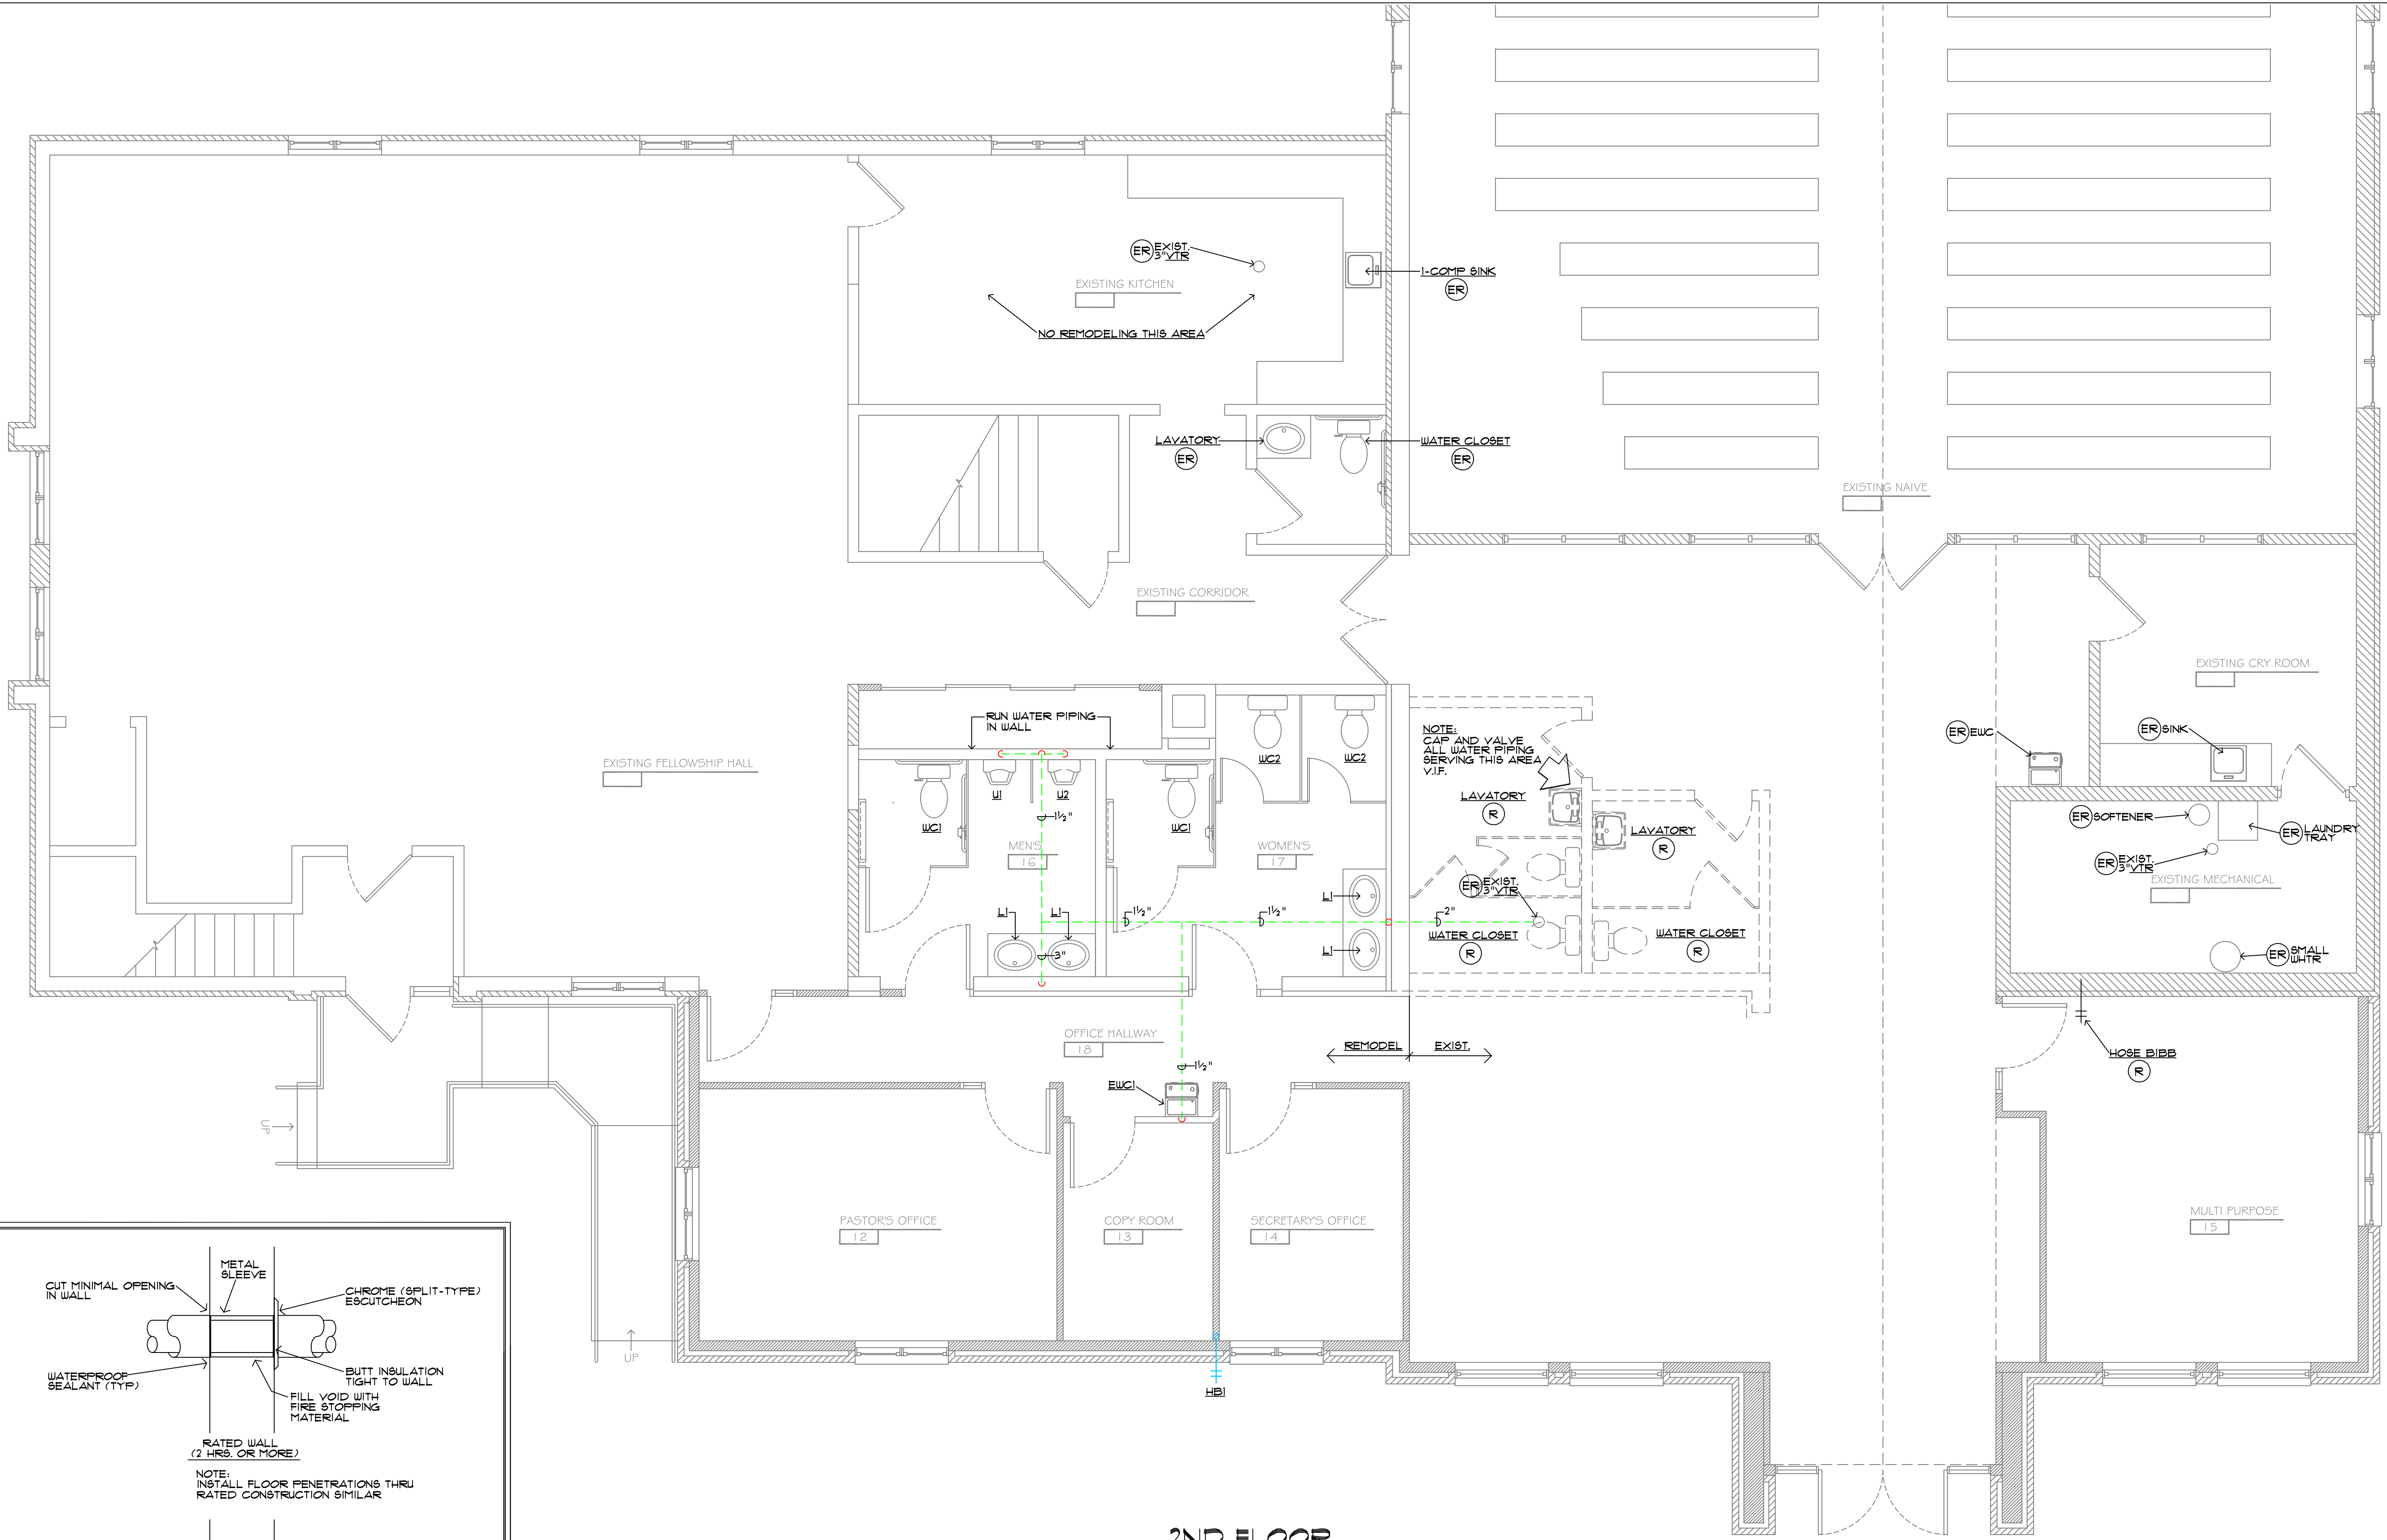 ER
EXIST.
3"VTR
EXISTING KITCHEN
NO REMODELING THIS AREA
1-COMP SINK
ER
LAVATORY
ER
WATER CLOSET
ER
EXISTING NAIVE
EXISTING CORRIDOR
EXISTING CRY ROOM
RUN WATER PIPING
IN WALL
EXISTING FELLOWSHIP HALL
U1
U2
WC1
WC1
WC2
WC2
1½"
MEN'S
16
WOMEN'S
17
L1
L1
L1
L1
1½"
1½"
2"
3"
NOTE:
CAP AND VALVE
ALL WATER PIPING
SERVING THIS AREA
V.I.F.
LAVATORY
R
LAVATORY
R
ER
EXIST.
3"VTR
WATER CLOSET
R
WATER CLOSET
R
ER EWC
ER SINK
ER SOFTENER
ER LAUNDRY
TRAY
ER
EXIST.
3"VTR
EXISTING MECHANICAL
ER SMALL
WHTR
HOSE BIBB
R
OFFICE HALLWAY
18
1½"
EWC1
REMODEL
EXIST.
UP
UP
PASTOR'S OFFICE
12
COPY ROOM
13
SECRETARY'S OFFICE
14
MULTI PURPOSE
15
HB1
CUT MINIMAL OPENING
IN WALL
METAL
SLEEVE
CHROME (SPLIT-TYPE)
ESCUTCHEON
WATERPROOF
SEALANT (TYP)
BUTT INSULATION
TIGHT TO WALL
FILL VOID WITH
FIRE STOPPING
MATERIAL
RATED WALL
(2 HRS. OR MORE)
NOTE:
INSTALL FLOOR PENETRATIONS THRU
RATED CONSTRUCTION SIMILAR
2ND FLOOR